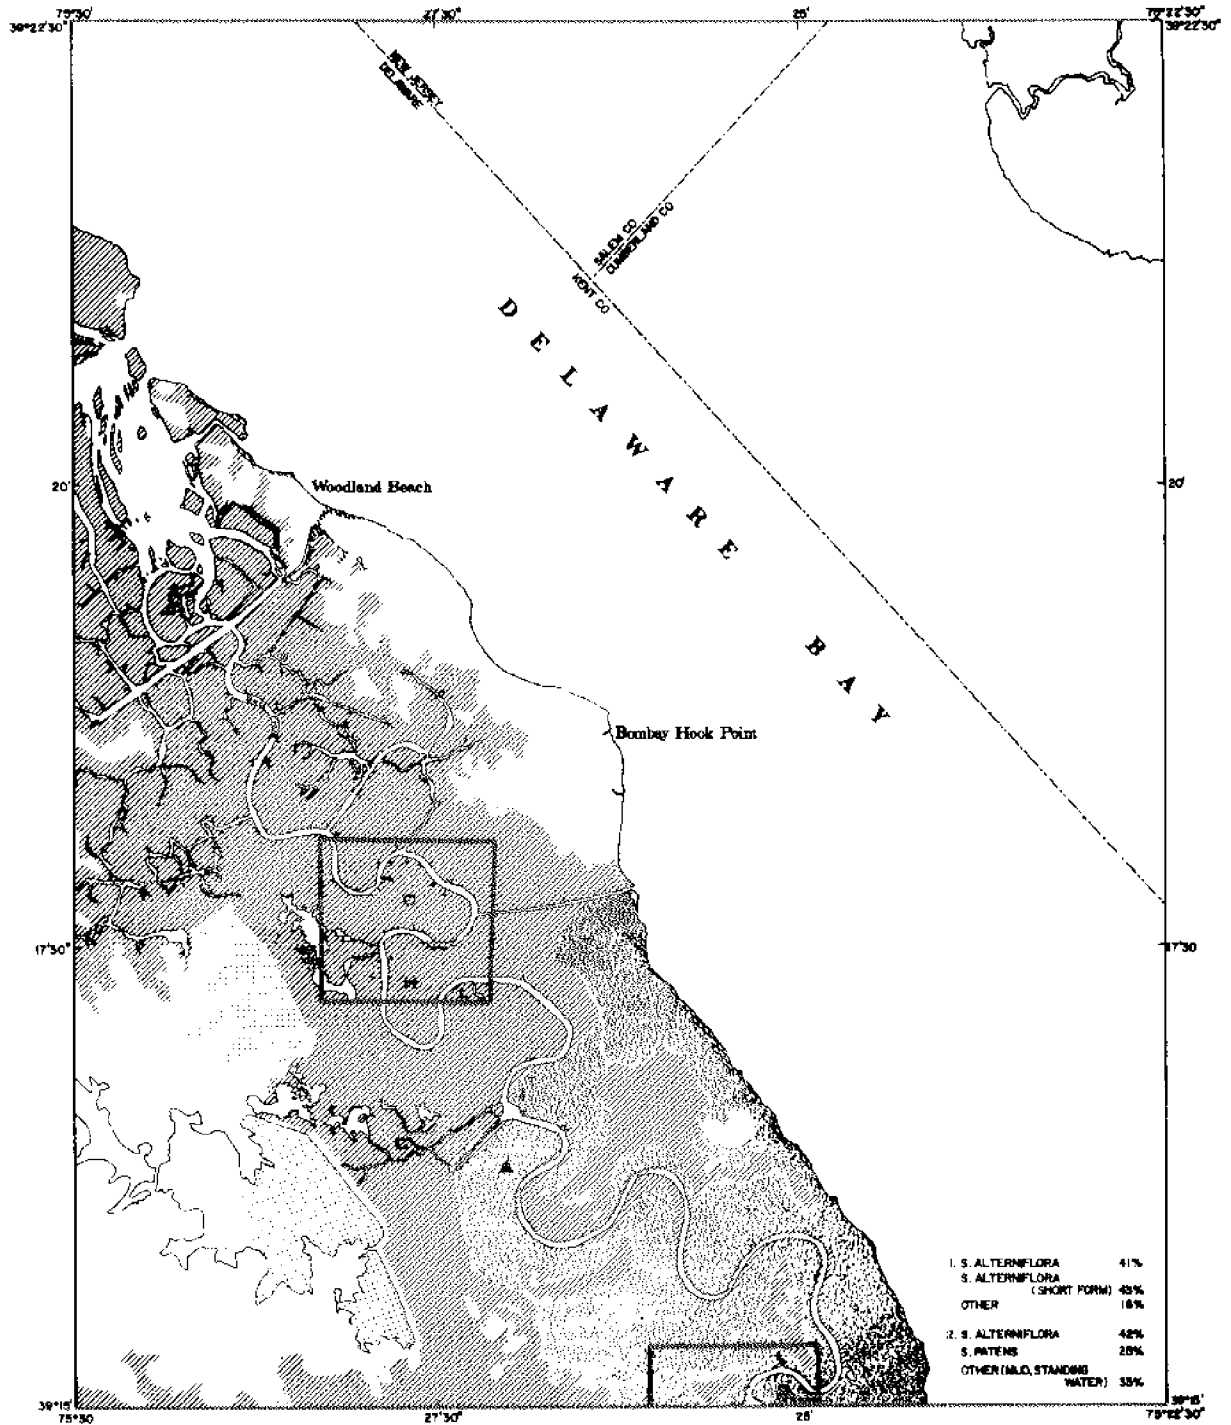 75°30' 27'30" 25' 75°22'30"
39°22'30" 39°22'30"
NEW JERSEY
DELAWARE
SALEM CO
CUMBERLAND CO
KENT CO
DELAWARE BAY
20' Woodland Beach 20'
Bombay Hook Point
17'30" 17'30
1. S. ALTERNIFLORA 41%
S. ALTERNIFLORA
(SHORT FORM) 43%
OTHER 16%
2. S. ALTERNIFLORA 42%
S. PATENS 25%
OTHER (MUD, STANDING
WATER) 33%
39°15' 39°15'
75°30 27'30" 25' 75°22'30"